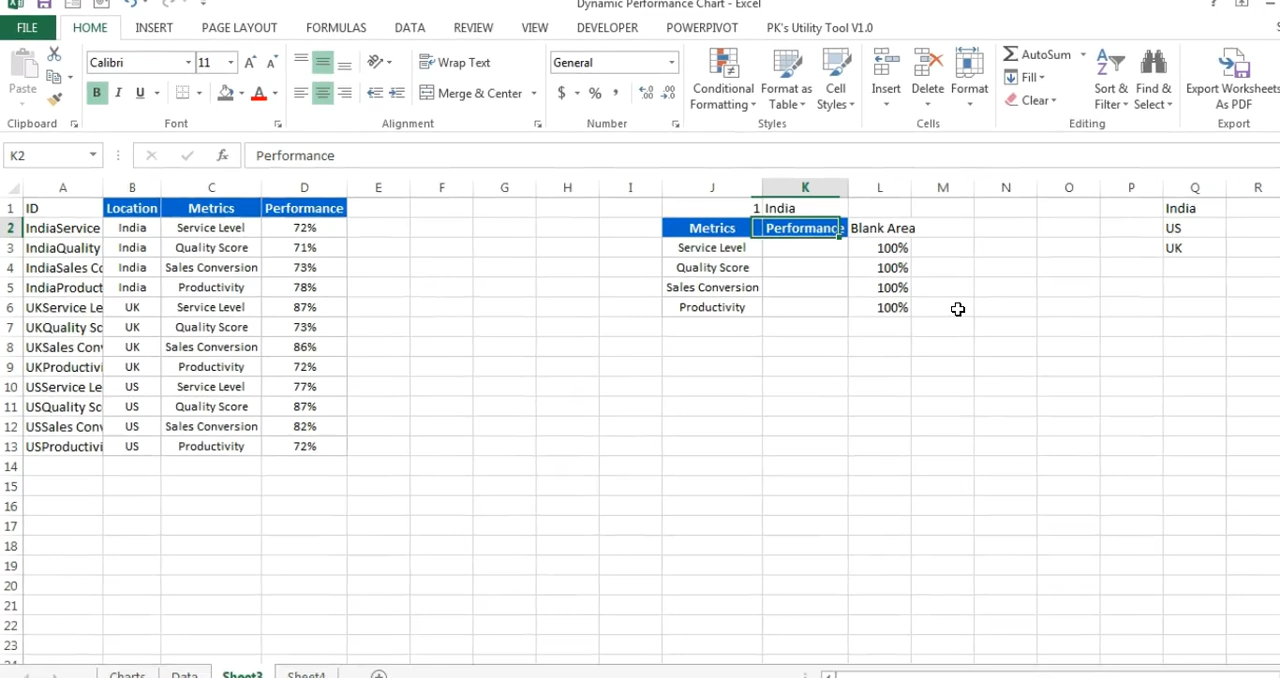 Dynamic Performance Chart - Excel
?
FILE HOME INSERT PAGE LAYOUT FORMULAS DATA REVIEW VIEW DEVELOPER POWERPIVOT PK's Utility Tool V1.0
Paste
Calibri 11
B I U
Wrap Text
Merge & Center
General
$ % ,
Conditional Formatting
Format as Table
Cell Styles
Insert Delete Format
AutoSum
Fill
Clear
Sort & Filter
Find & Select
Export Worksheets As PDF
Clipboard Font Alignment Number Styles Cells Editing Export
K2 fx Performance
A B C D E F G H I J K L M N O P Q R
1 ID Location Metrics Performance 1 India India
2 IndiaService India Service Level 72% Metrics Performance Blank Area US
3 IndiaQuality India Quality Score 71% Service Level 100% UK
4 IndiaSales Co India Sales Conversion 73% Quality Score 100%
5 IndiaProduct India Productivity 78% Sales Conversion 100%
6 UKService Le UK Service Level 87% Productivity 100%
7 UKQuality Sc UK Quality Score 73%
8 UKSales Con UK Sales Conversion 86%
9 UKProductivi UK Productivity 72%
10 USService Le US Service Level 77%
11 USQuality Sc US Quality Score 87%
12 USSales Con US Sales Conversion 82%
13 USProductivi US Productivity 72%
14
15
16
17
18
19
20
21
22
23
Charts Data Sheet3 Sheet4